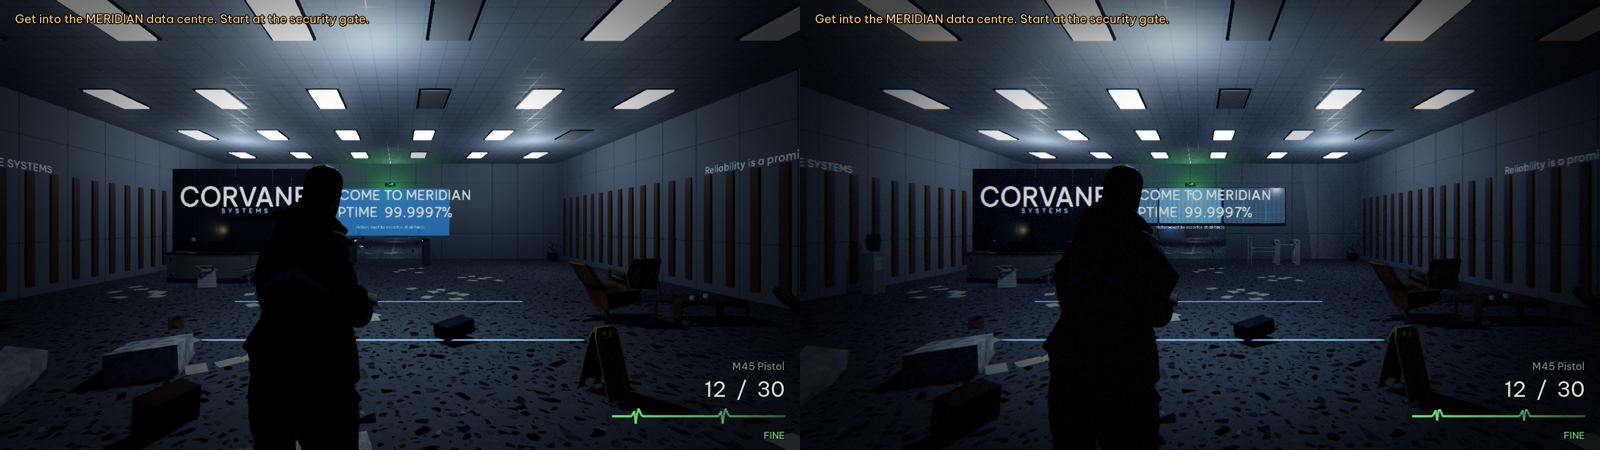 Get into the MERIDIAN data centre. Start at the security gate.
E SYSTEMS
Reliability is a promi
CORVANE
SYSTEMS
COME TO MERIDIAN
PTIME 99.9997%
M45 Pistol
12 / 30
FINE
Get into the MERIDIAN data centre. Start at the security gate.
E SYSTEMS
Reliability is a promi
CORVANE
SYSTEMS
COME TO MERIDIAN
PTIME 99.9997%
M45 Pistol
12 / 30
FINE